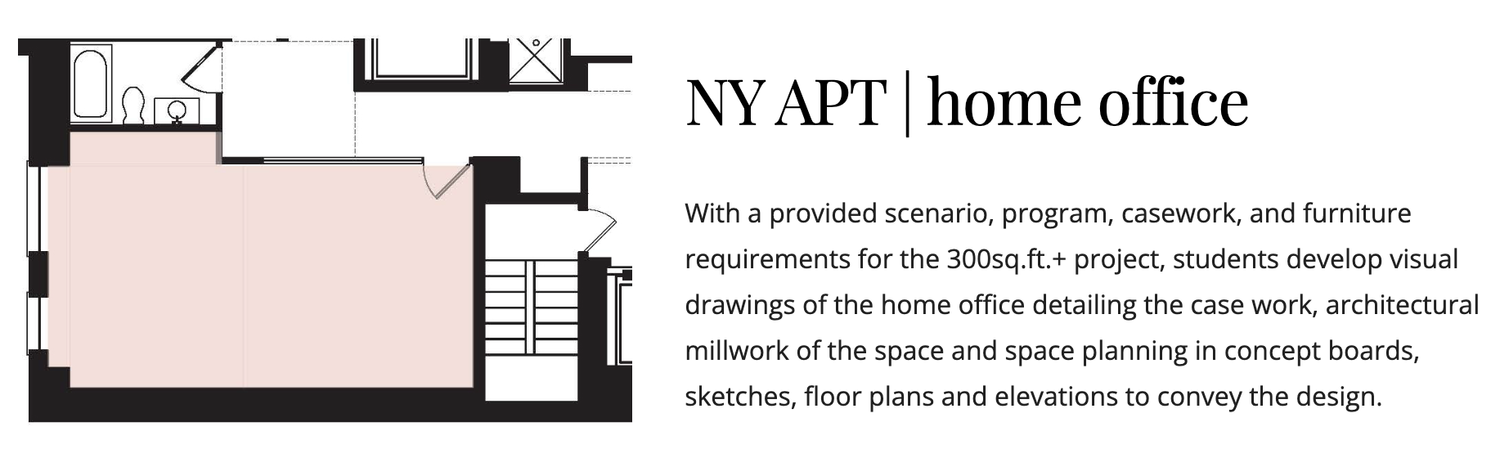 NY APT | home office
With a provided scenario, program, casework, and furniture
requirements for the 300sq.ft.+ project, students develop visual
drawings of the home office detailing the case work, architectural
millwork of the space and space planning in concept boards,
sketches, floor plans and elevations to convey the design.